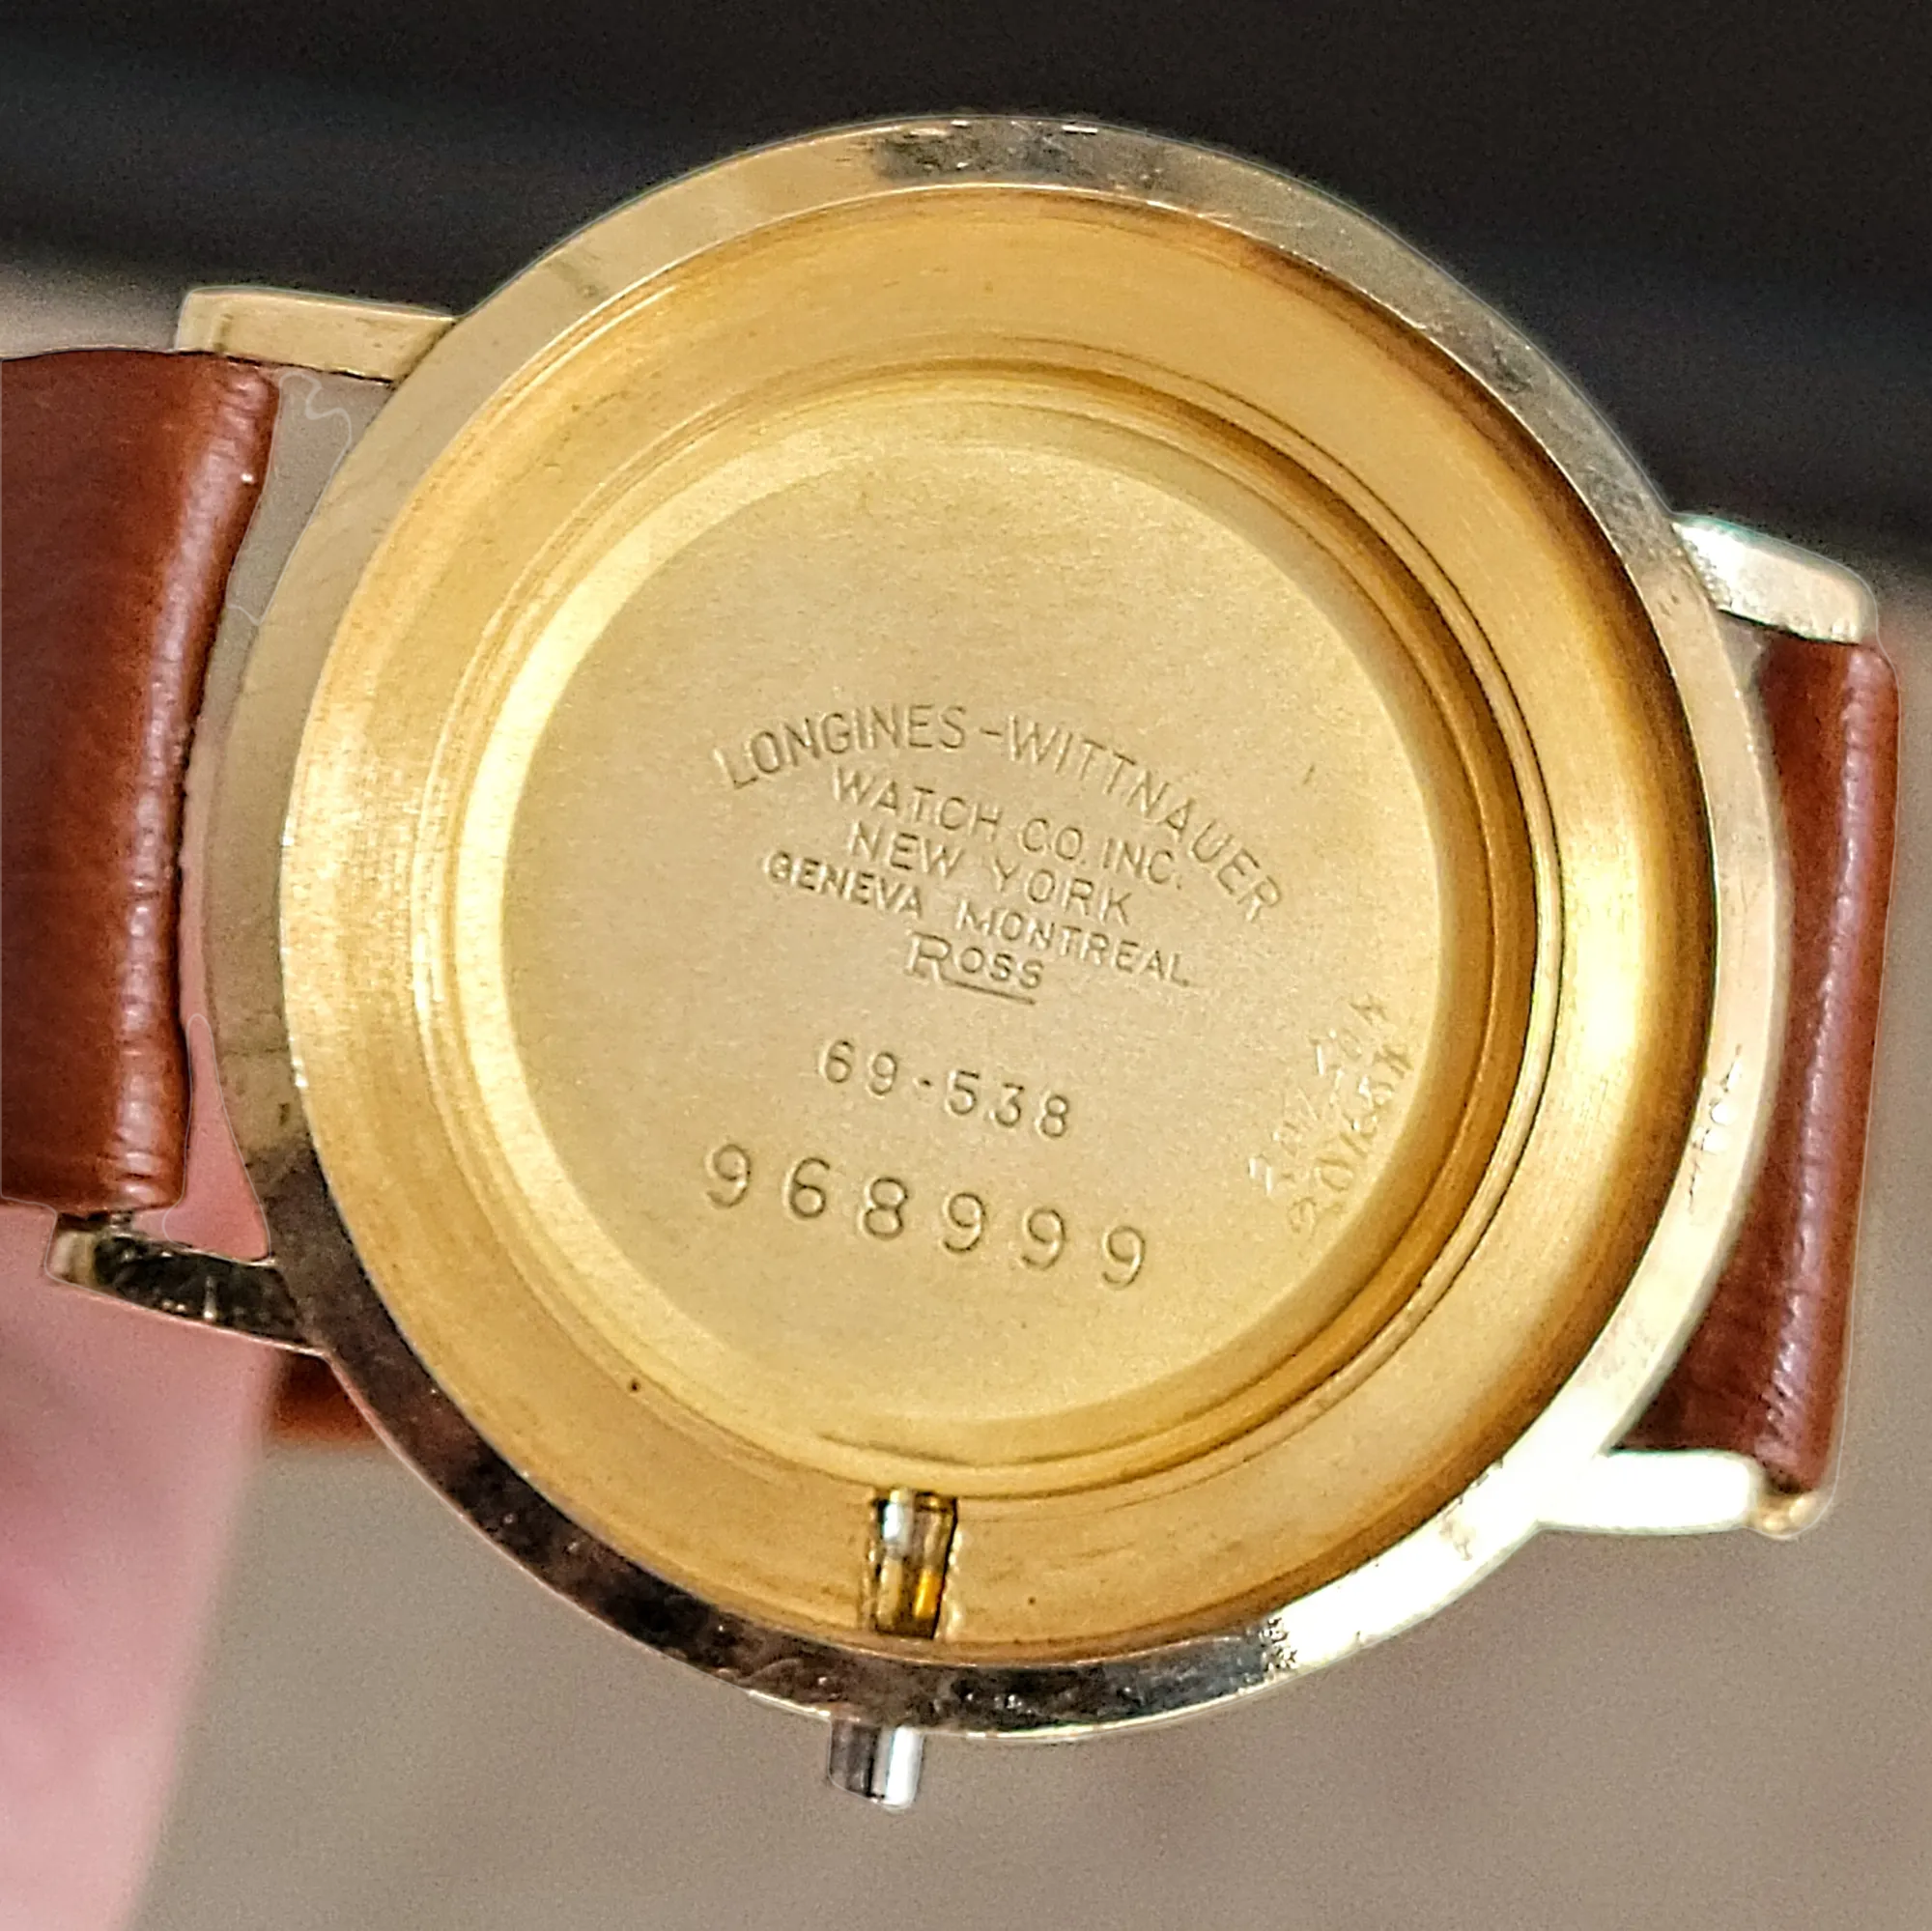 LONGINES-WITTNAUER
WATCH CO. INC.
NEW YORK
GENEVA MONTREAL
ROSS
69-538
968999